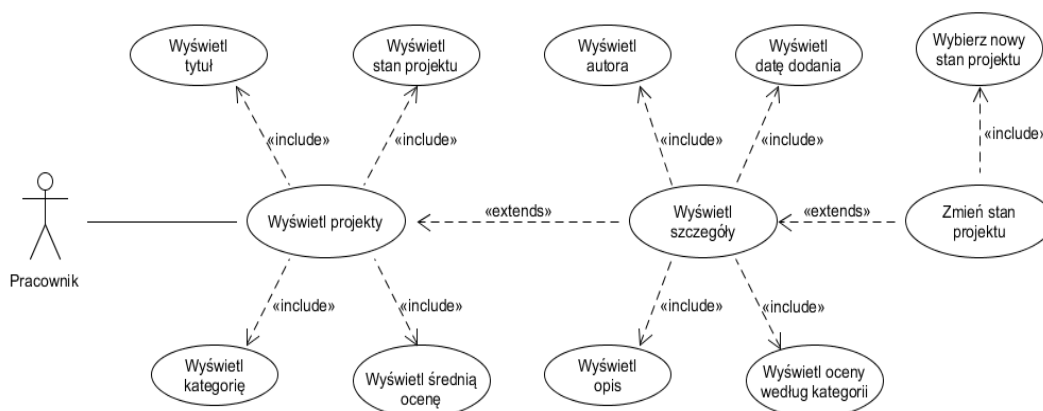 Wyświetl
tytuł
Wyświetl
stan projektu
Wyświetl
autora
Wyświetl
datę dodania
Wybierz nowy
stan projektu
«include»
«include»
«include»
«include»
«include»
Pracownik
Wyświetl projekty
«extends»
Wyświetl
szczegóły
«extends»
Zmień stan
projektu
«include»
«include»
«include»
«include»
Wyświetl
kategorię
Wyświetl średnią
ocenę
Wyświetl
opis
Wyświetl oceny
według kategorii